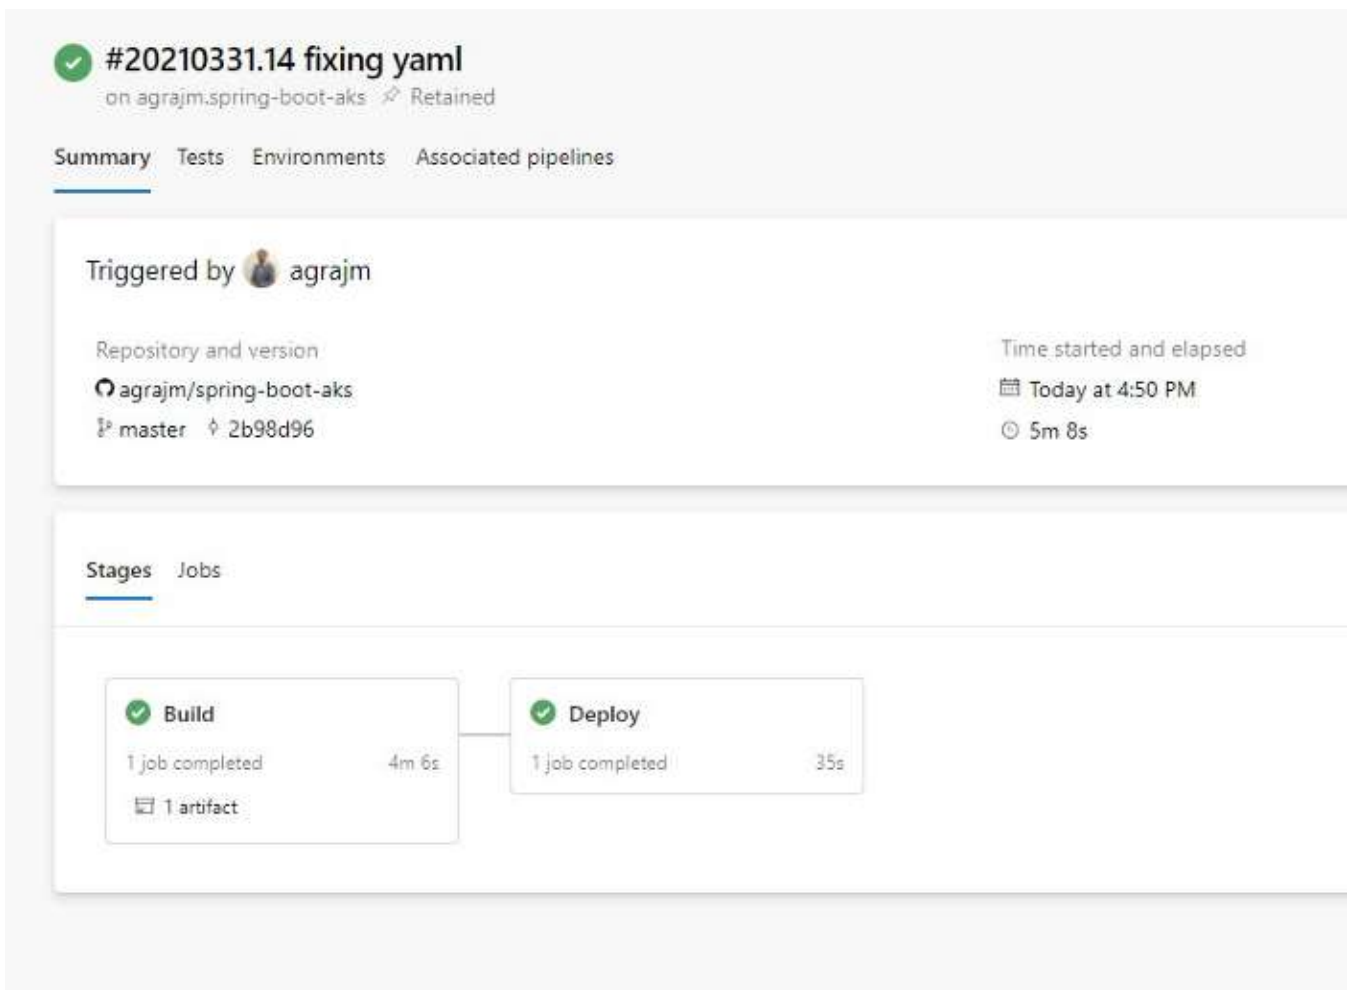 #20210331.14 fixing yaml
on agrajm.spring-boot-aks Retained
Summary Tests Environments Associated pipelines
Triggered by agrajm
Repository and version
agrajm/spring-boot-aks
master 2b98d96
Time started and elapsed
Today at 4:50 PM
5m 8s
Stages Jobs
Build
1 job completed 4m 6s
1 artifact
Deploy
1 job completed 35s